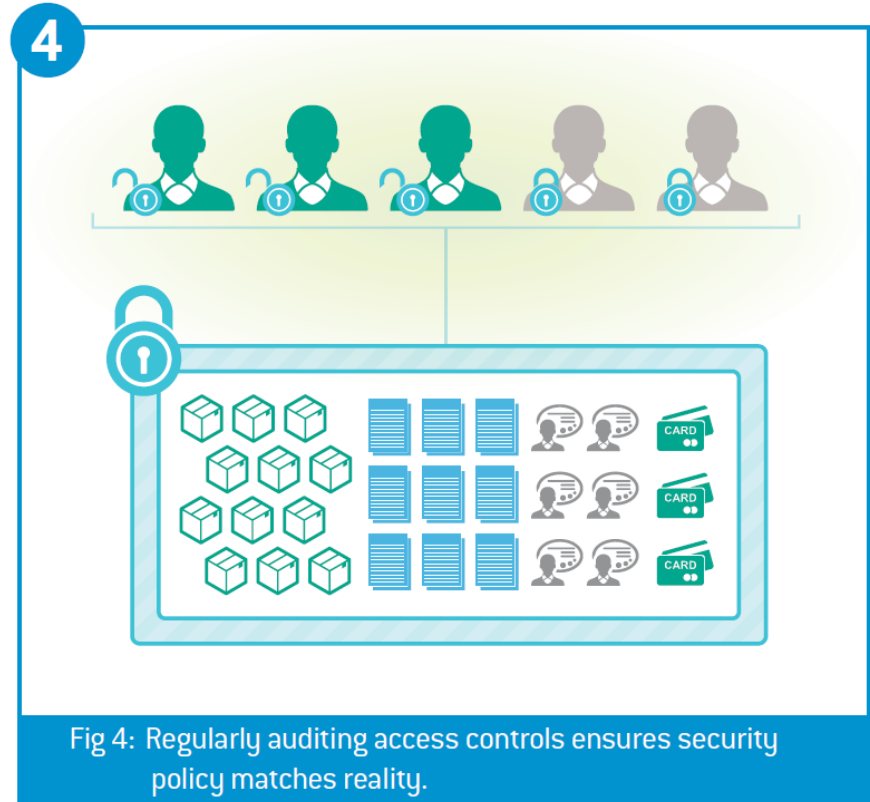 4
CARD
CARD
CARD
Fig 4: Regularly auditing access controls ensures security
policy matches reality.